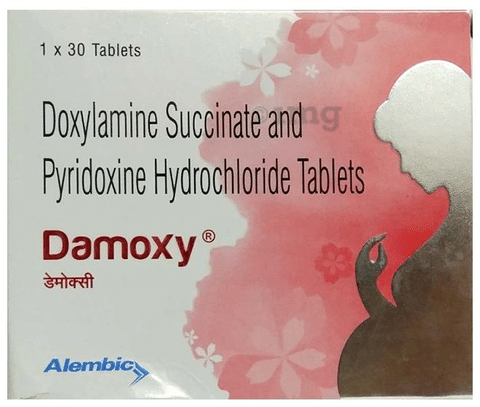 1 x 30 Tablets
Doxylamine Succinate and
Pyridoxine Hydrochloride Tablets
Damoxy®
डेमोक्सी
Alembic